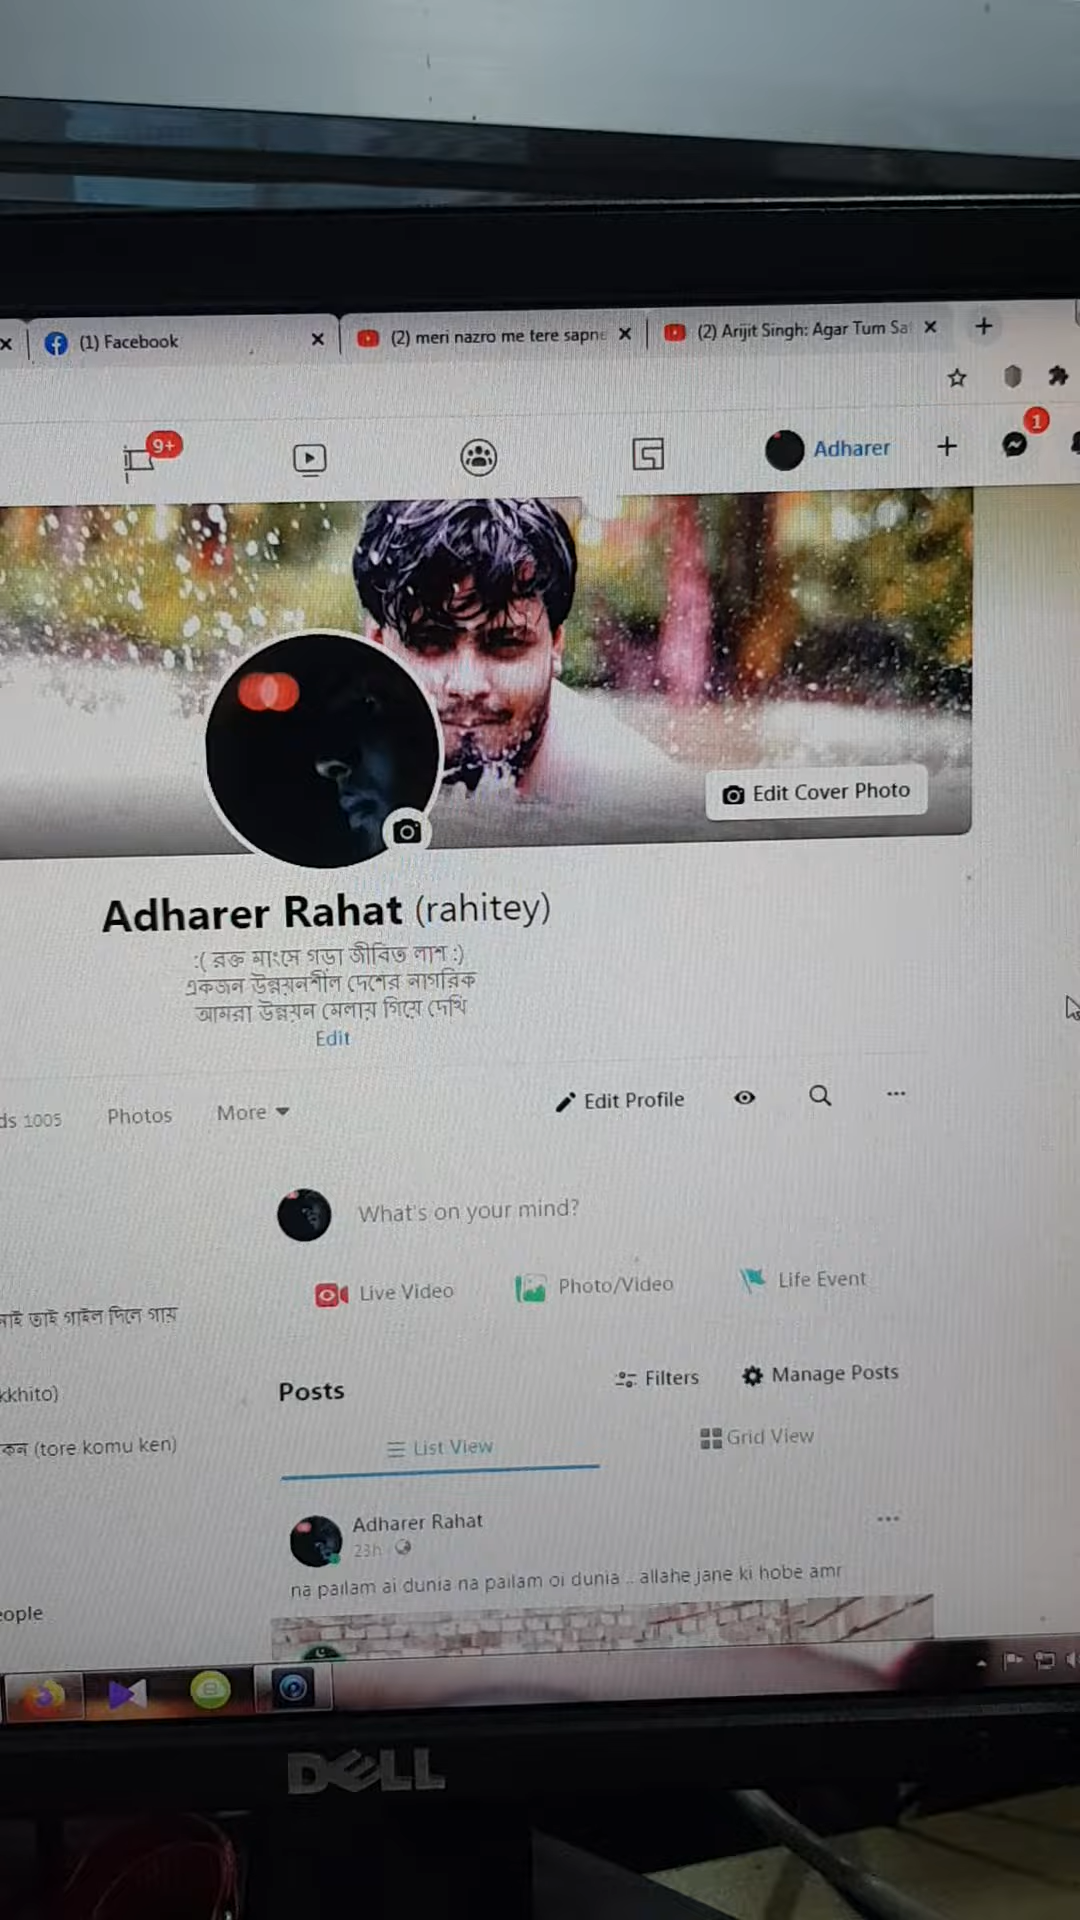 (1) Facebook
(2) meri nazro me tere sapne
(2) Arijit Singh: Agar Tum Sa
9+
Adharer
1
Edit Cover Photo
Adharer Rahat (rahitey)
:( রক্ত মাংসে গড়া জীবিত লাশ :)
একজন উন্নয়নশীল দেশের নাগরিক
আমরা উন্নয়ন মেলায় গিয়ে দেখি
Edit
ds 1005
Photos
More
Edit Profile
What's on your mind?
Live Video
Photo/Video
Life Event
নাই তাই গাইল দিলে গায়
kkhito)
কেন (tore komu ken)
eople
Posts
Filters
Manage Posts
List View
Grid View
Adharer Rahat
23h
na pailam ai dunia na pailam oi dunia .. allahe jane ki hobe amr
DELL